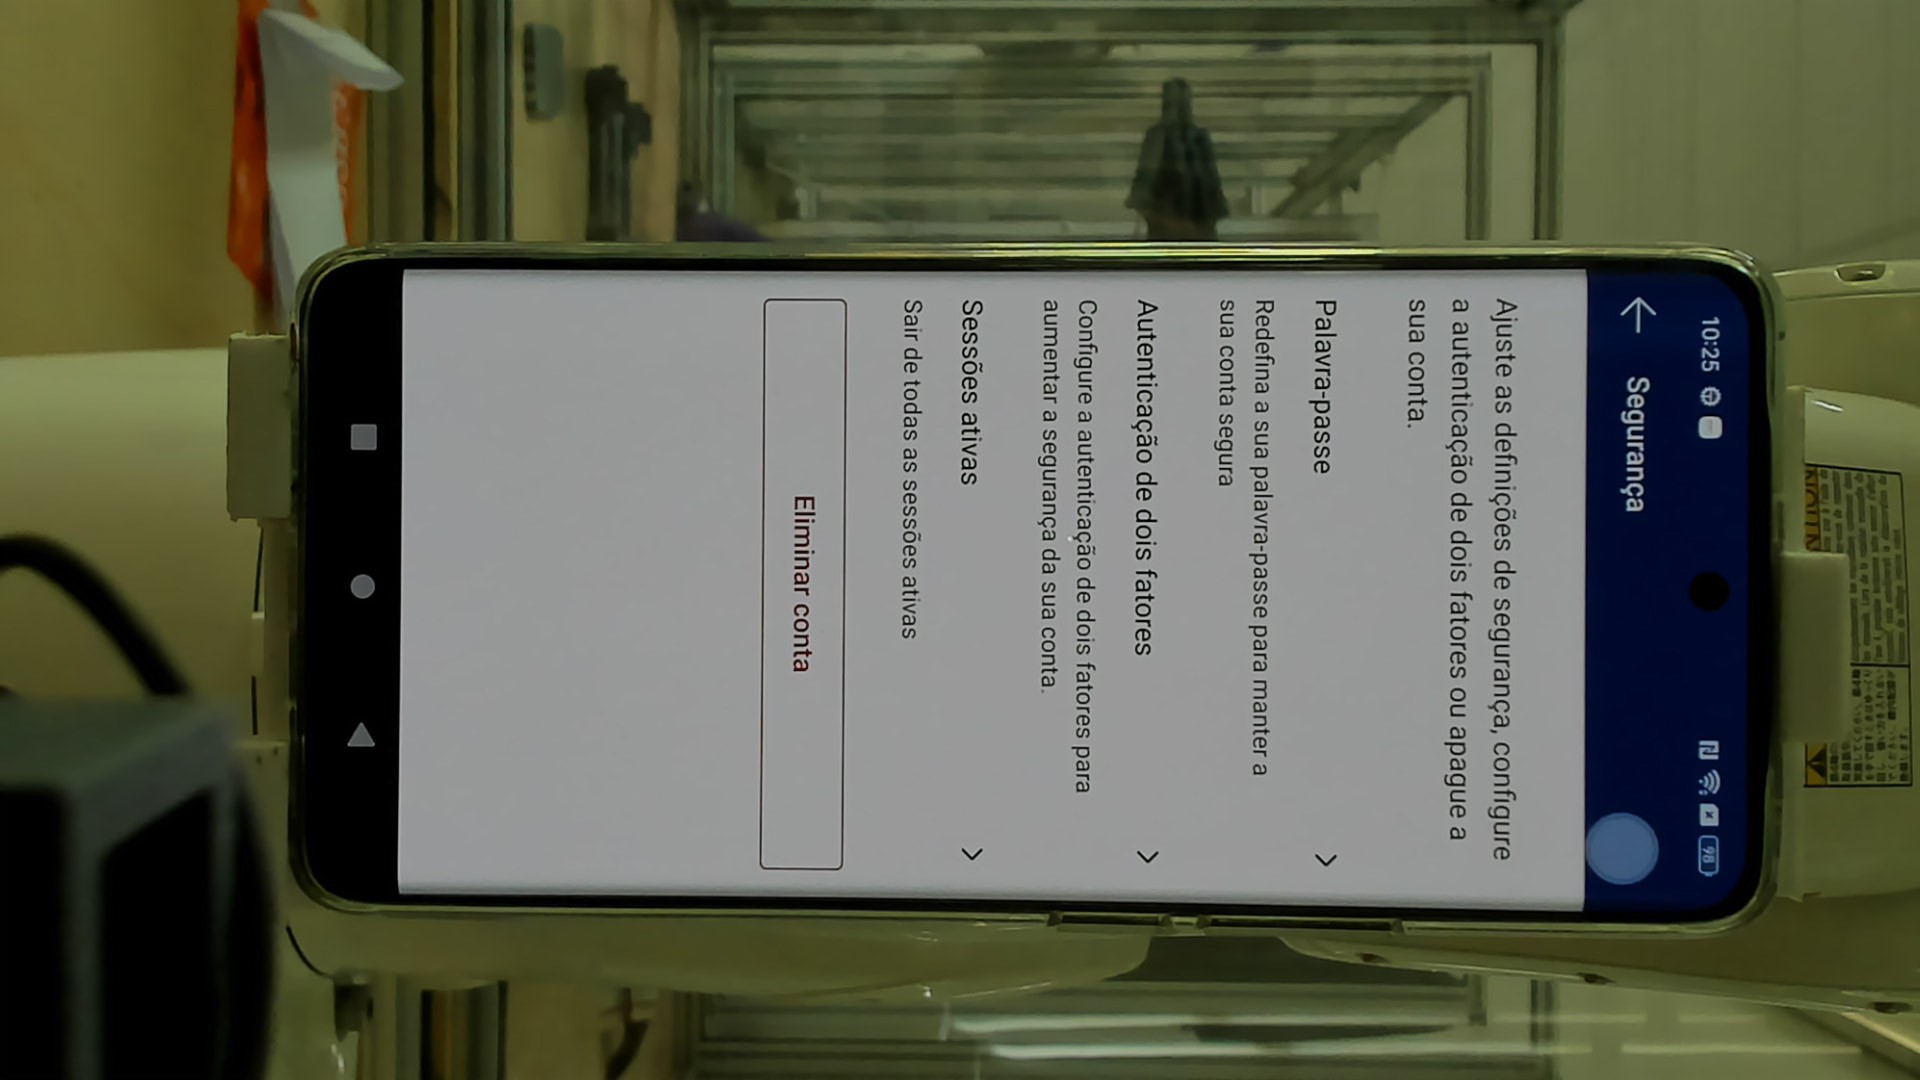 10:25
98
Segurança
Ajuste as definições de segurança, configure
a autenticação de dois fatores ou apague a
sua conta.
Palavra-passe
Redefina a sua palavra-passe para manter a
sua conta segura
Autenticação de dois fatores
Configure a autenticação de dois fatores para
aumentar a segurança da sua conta.
Sessões ativas
Sair de todas as sessões ativas
Eliminar conta